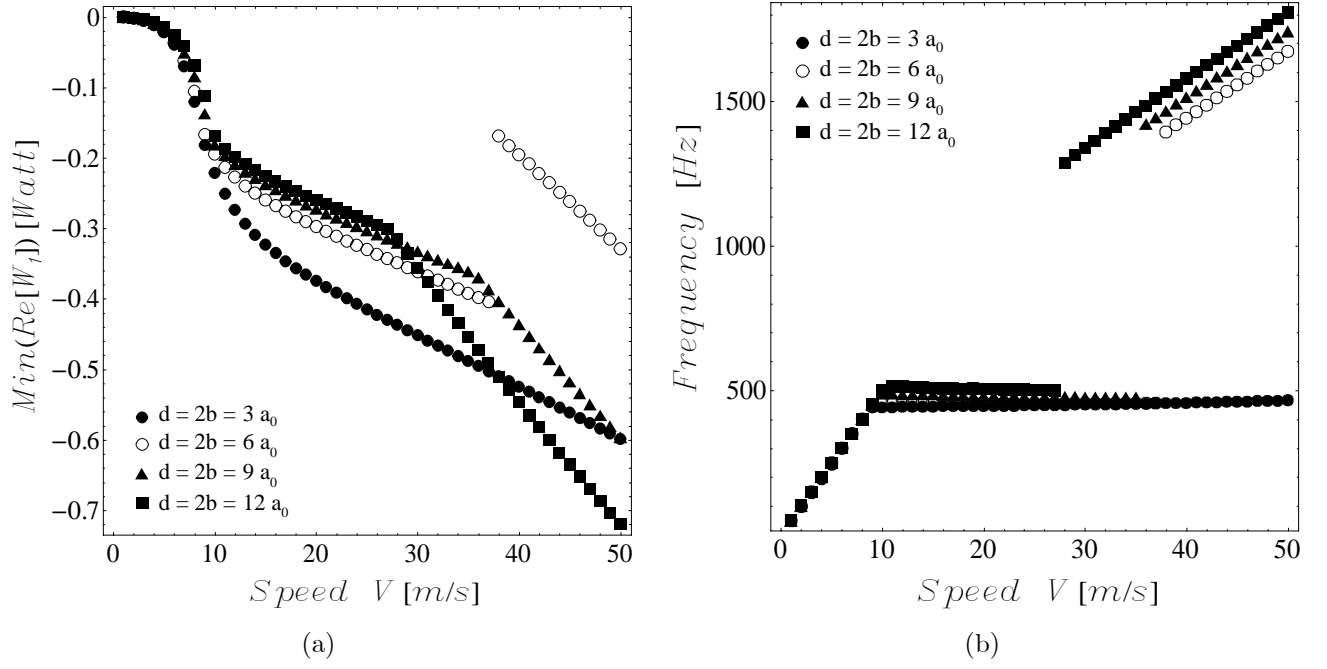 0
−0.1
−0.2
−0.3
−0.4
−0.5
−0.6
−0.7
Min(Re[W₁]) [Watt]
d = 2b = 3 a₀
d = 2b = 6 a₀
d = 2b = 9 a₀
d = 2b = 12 a₀
0 10 20 30 40 50
Speed V [m/s]
(a)
1500
1000
500
Frequency [Hz]
d = 2b = 3 a₀
d = 2b = 6 a₀
d = 2b = 9 a₀
d = 2b = 12 a₀
0 10 20 30 40 50
Speed V [m/s]
(b)